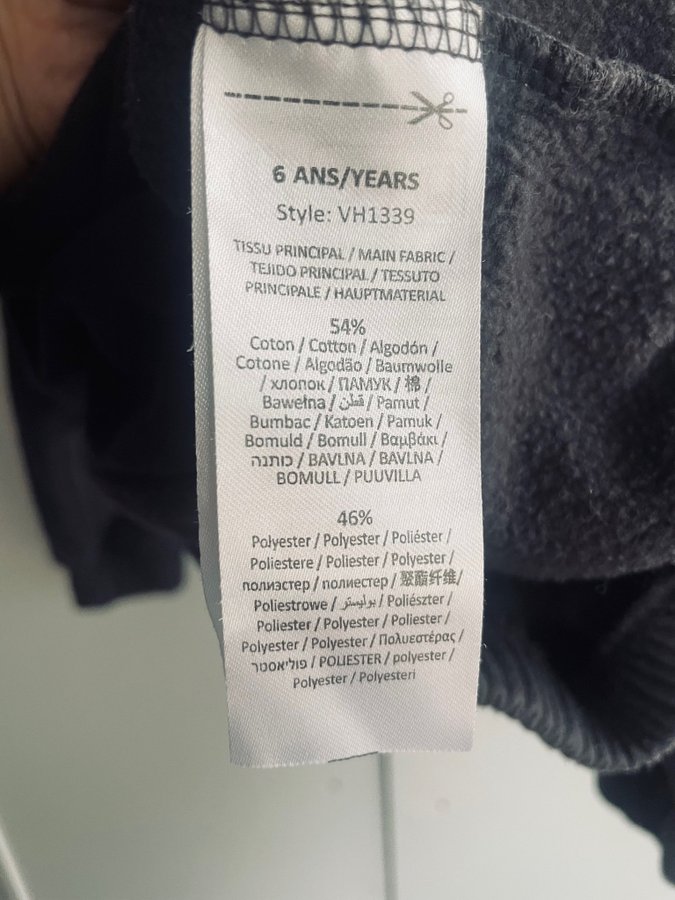 6 ANS/YEARS
Style: VH1339
TISSU PRINCIPAL / MAIN FABRIC /
TEJIDO PRINCIPAL / TESSUTO
PRINCIPALE / HAUPTMATERIAL
54%
Coton / Cotton / Algodón /
Cotone / Algodão / Baumwolle
/ хлопок / ПАМУК / 棉 /
Bawełna / قطن / Pamut /
Bumbac / Katoen / Pamuk /
Bomuld / Bomull / Βαμβάκι /
כותנה / BAVLNA / BAVLNA /
BOMULL / PUUVILLA
46%
Polyester / Polyester / Poliéster /
Poliestere / Poliester / Polyester /
полиэстер / полиестер / 聚酯纤维/
Poliestrowe / بوليستر / Poliészter /
Poliester / Polyester / Poliester /
Polyester / Polyester / Πολυεστέρας /
פוליאסטר / POLIESTER / polyester /
Polyester / Polyesteri